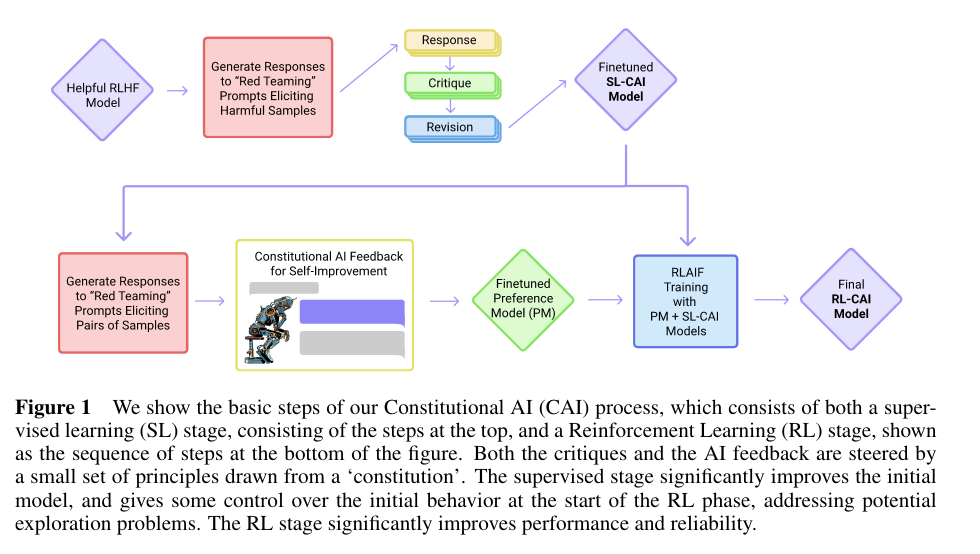 Helpful RLHF
Model
Generate Responses
to “Red Teaming”
Prompts Eliciting
Harmful Samples
Response
Critique
Revision
Finetuned
SL-CAI
Model
Generate Responses
to “Red Teaming”
Prompts Eliciting
Pairs of Samples
Constitutional AI Feedback
for Self-Improvement
Finetuned
Preference
Model (PM)
RLAIF
Training
with
PM + SL-CAI
Models
Final
RL-CAI
Model
Figure 1 We show the basic steps of our Constitutional AI (CAI) process, which consists of both a super-
vised learning (SL) stage, consisting of the steps at the top, and a Reinforcement Learning (RL) stage, shown
as the sequence of steps at the bottom of the figure. Both the critiques and the AI feedback are steered by
a small set of principles drawn from a ‘constitution’. The supervised stage significantly improves the initial
model, and gives some control over the initial behavior at the start of the RL phase, addressing potential
exploration problems. The RL stage significantly improves performance and reliability.